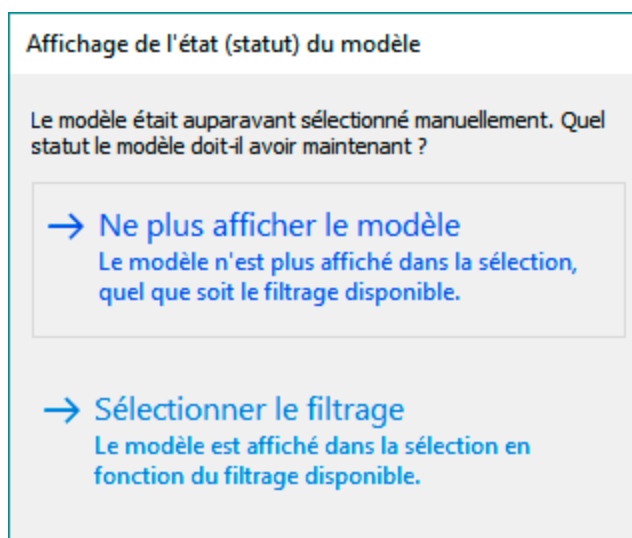 Affichage de l'état (statut) du modèle
Le modèle était auparavant sélectionné manuellement. Quel
statut le modèle doit-il avoir maintenant ?
→ Ne plus afficher le modèle
Le modèle n'est plus affiché dans la sélection,
quel que soit le filtrage disponible.
→ Sélectionner le filtrage
Le modèle est affiché dans la sélection en
fonction du filtrage disponible.